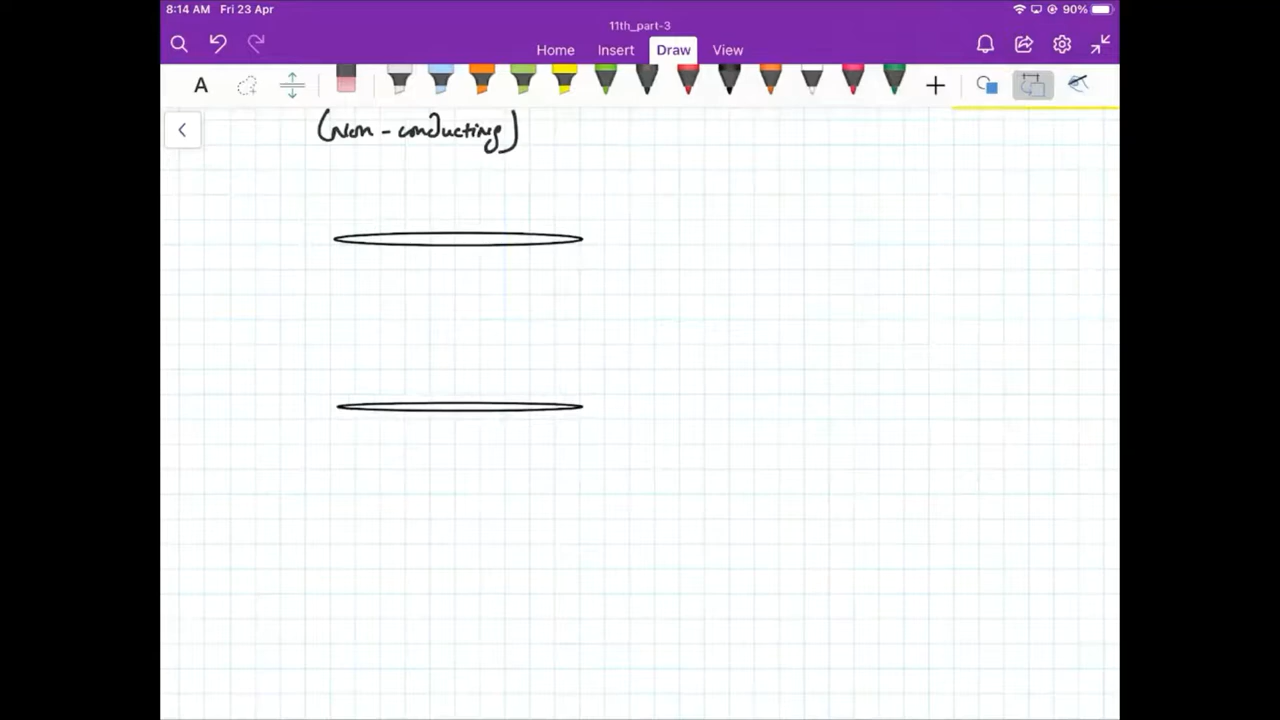 8:14 AM Fri 23 Apr
90%
11th_part-3
Home Insert Draw View
A
(Non-conducting)